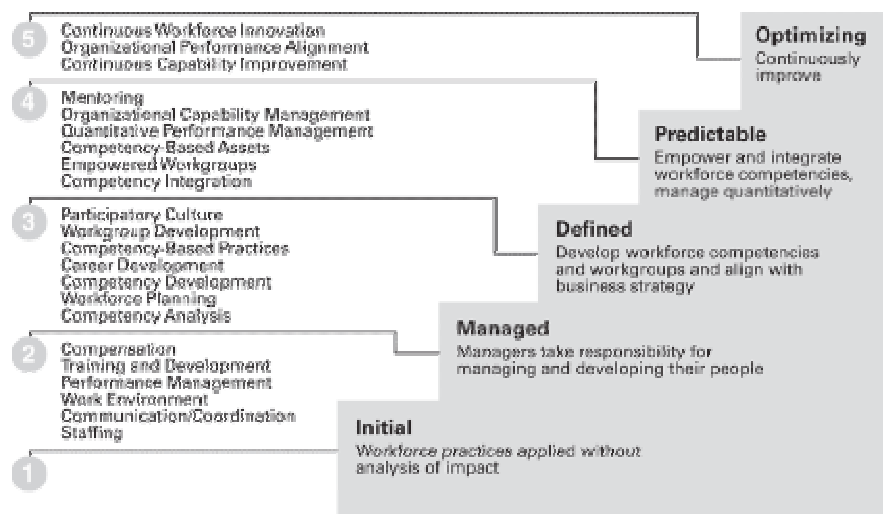 5
Continuous Workforce Innovation
Organizational Performance Alignment
Continuous Capability Improvement
Optimizing
Continuously
improve
4
Mentoring
Organizational Capability Management
Quantitative Performance Management
Competency-Based Assets
Empowered Workgroups
Competency Integration
Predictable
Empower and integrate
workforce competencies,
manage quantitatively
3
Participatory Culture
Workgroup Development
Competency-Based Practices
Career Development
Competency Development
Workforce Planning
Competency Analysis
Defined
Develop workforce competencies
and workgroups and align with
business strategy
2
Compensation
Training and Development
Performance Management
Work Environment
Communication/Coordination
Staffing
Managed
Managers take responsibility for
managing and developing their people
1
Initial
Workforce practices applied without
analysis of impact